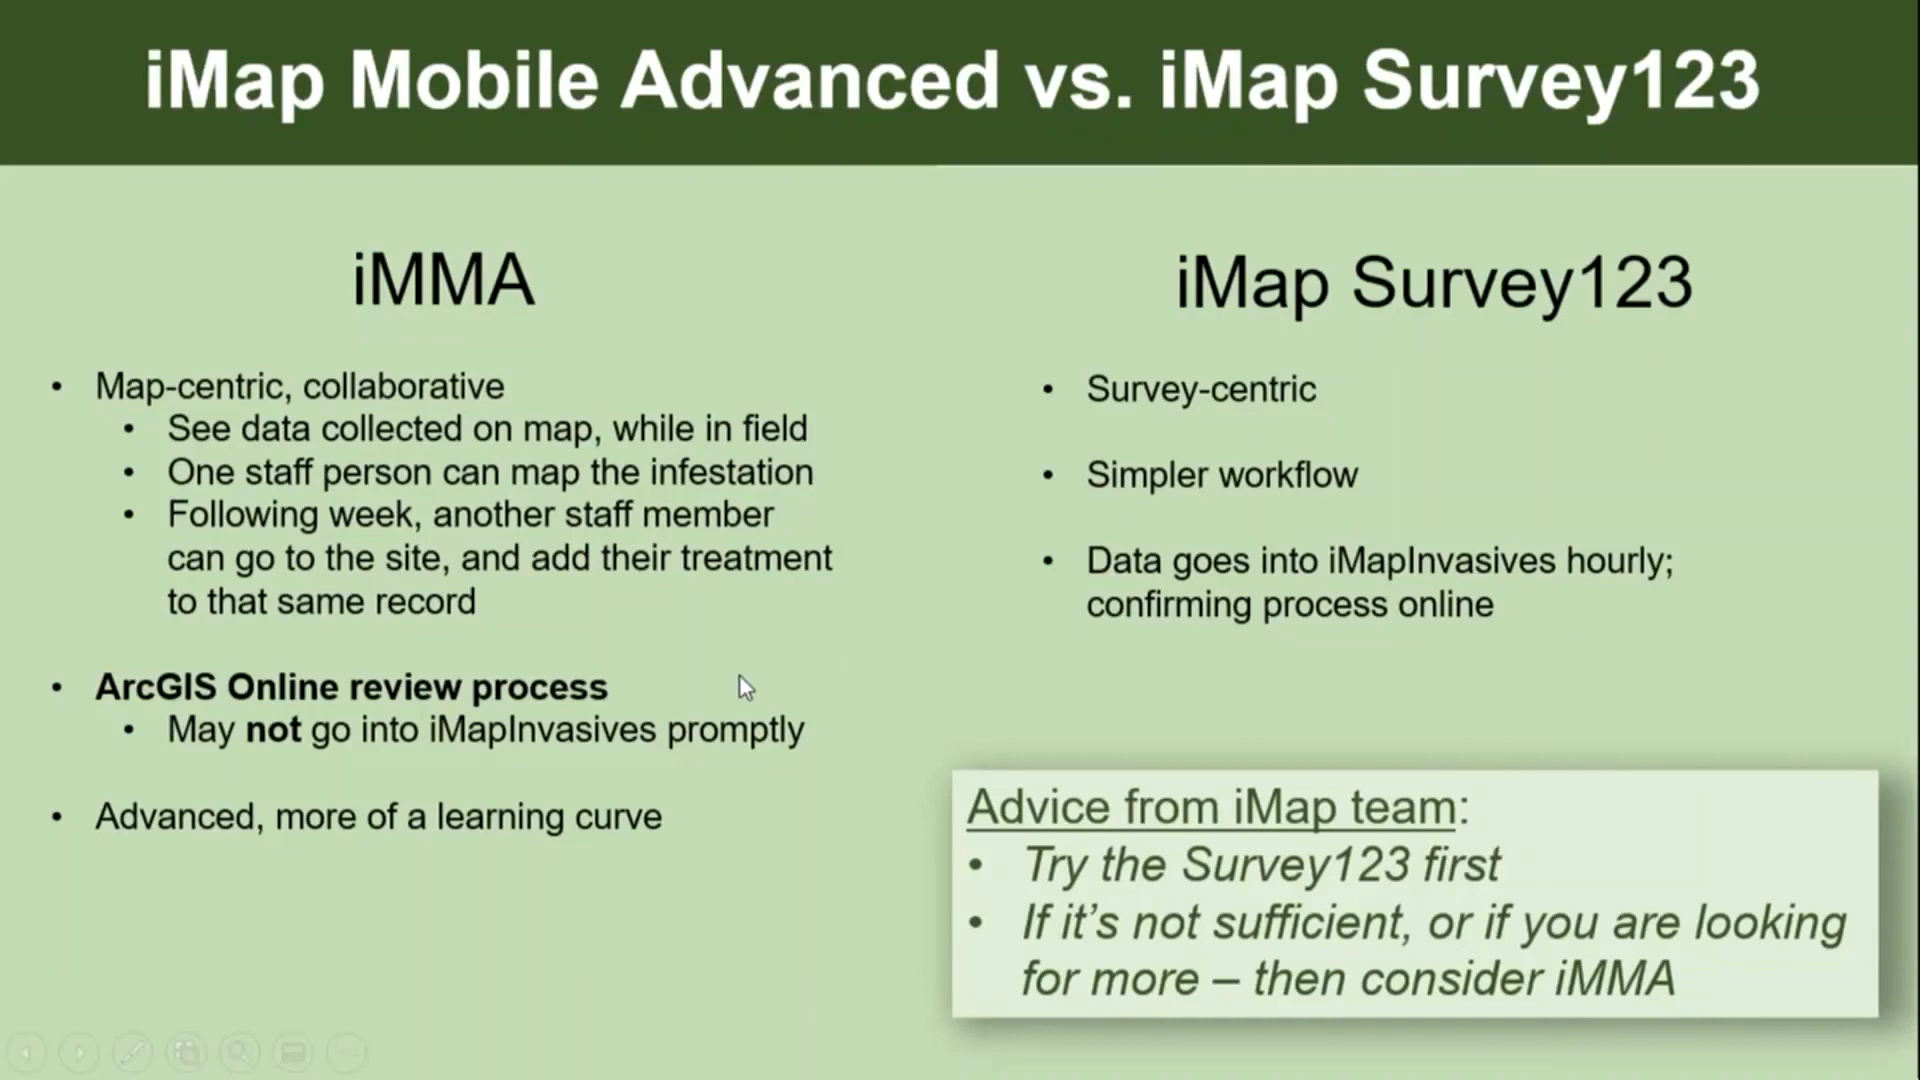 iMap Mobile Advanced vs. iMap Survey123
iMMA
• Map-centric, collaborative
• See data collected on map, while in field
• One staff person can map the infestation
• Following week, another staff member
can go to the site, and add their treatment
to that same record
• ArcGIS Online review process
• May not go into iMapInvasives promptly
• Advanced, more of a learning curve
iMap Survey123
• Survey-centric
• Simpler workflow
• Data goes into iMapInvasives hourly;
confirming process online
Advice from iMap team:
• Try the Survey123 first
• If it’s not sufficient, or if you are looking
for more – then consider iMMA